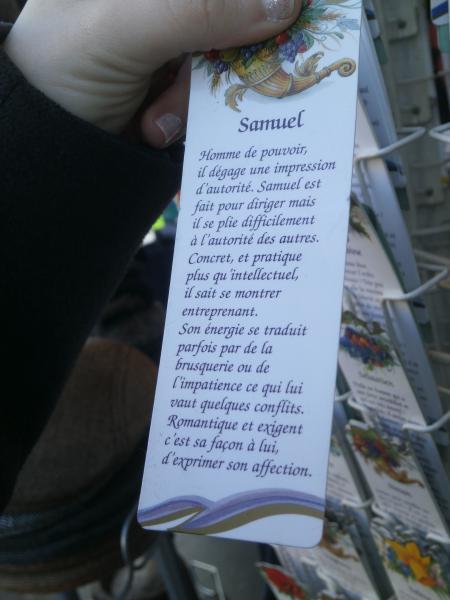 Samuel
Homme de pouvoir,
il dégage une impression
d'autorité. Samuel est
fait pour diriger mais
il se plie difficilement
à l'autorité des autres.
Concret, et pratique
plus qu'intellectuel,
il sait se montrer
entreprenant.
Son énergie se traduit
parfois par de la
brusquerie ou de
l'impatience ce qui lui
vaut quelques conflits.
Romantique et exigent
c'est sa façon à lui,
d'exprimer son affection.